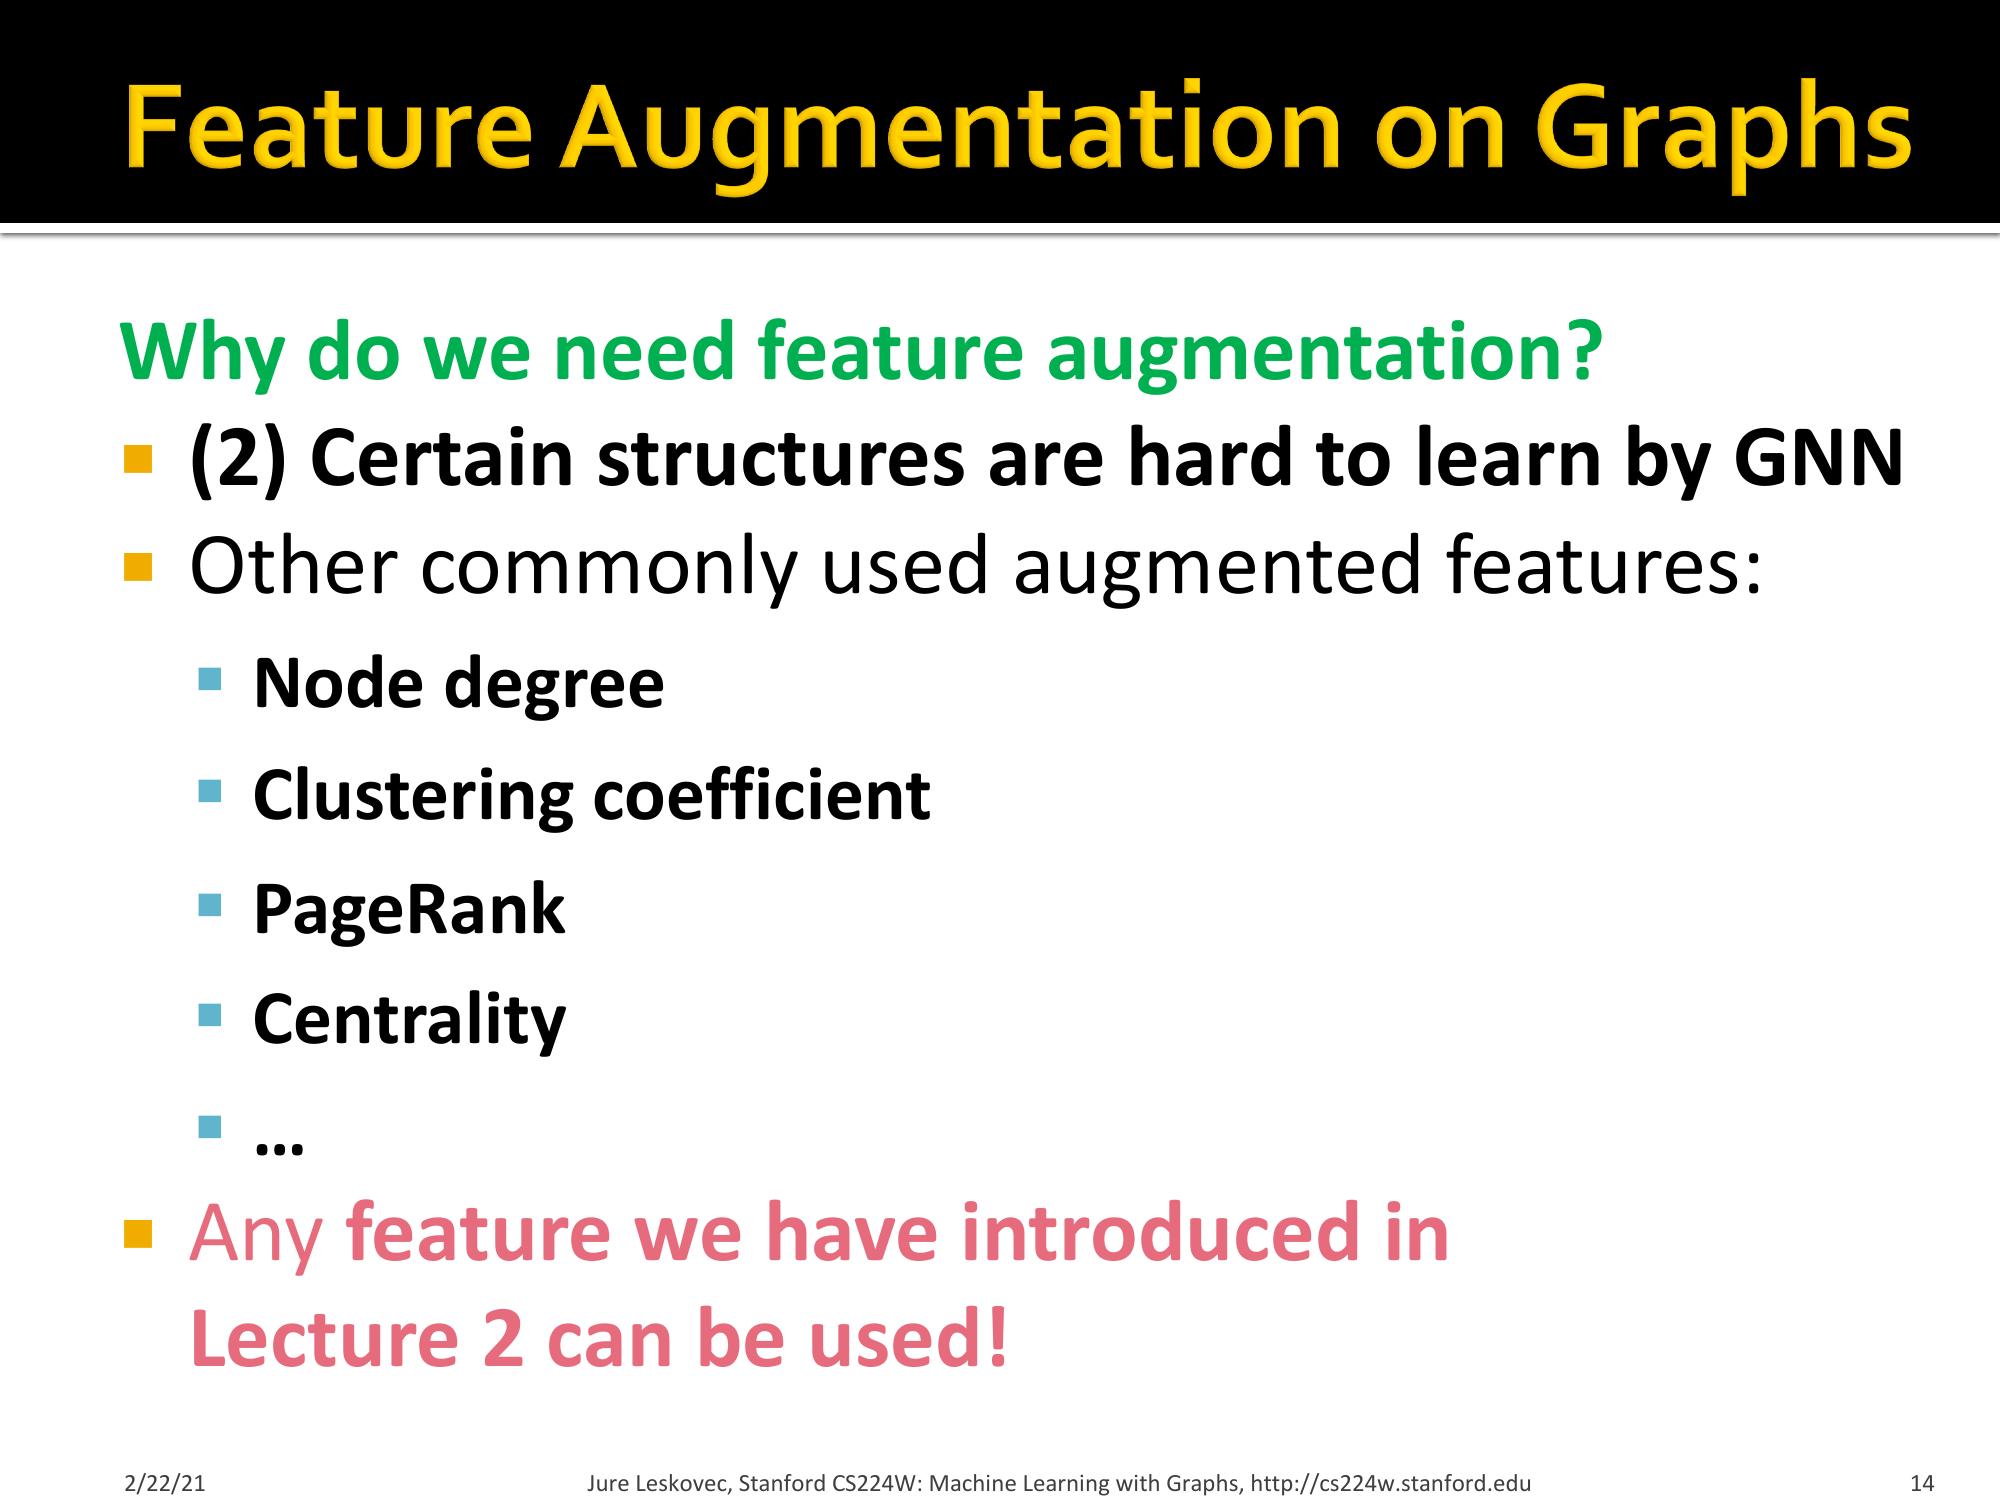 Feature Augmentation on Graphs
Why do we need feature augmentation?
(2) Certain structures are hard to learn by GNN
Other commonly used augmented features:
Node degree
Clustering coefficient
PageRank
Centrality
…
Any feature we have introduced in
Lecture 2 can be used!
2/22/21
Jure Leskovec, Stanford CS224W: Machine Learning with Graphs, http://cs224w.stanford.edu
14